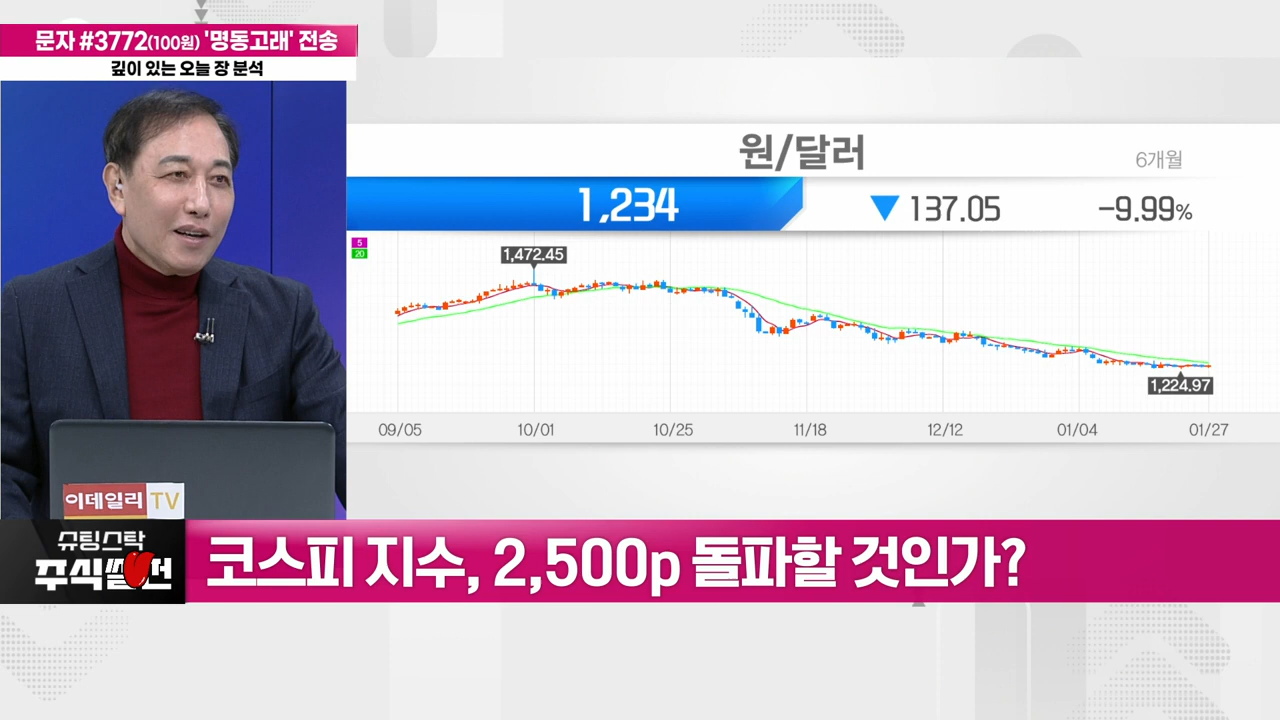 문자 #3772(100원) '명동고래' 전송
깊이 있는 오늘 장 분석
원/달러
6개월
1,234
▼ 137.05
-9.99%
5
20
1,472.45
1,224.97
09/05
10/01
10/25
11/18
12/12
01/04
01/27
이데일리 TV
슈팅스탁
주식썰전
코스피 지수, 2,500p 돌파할 것인가?